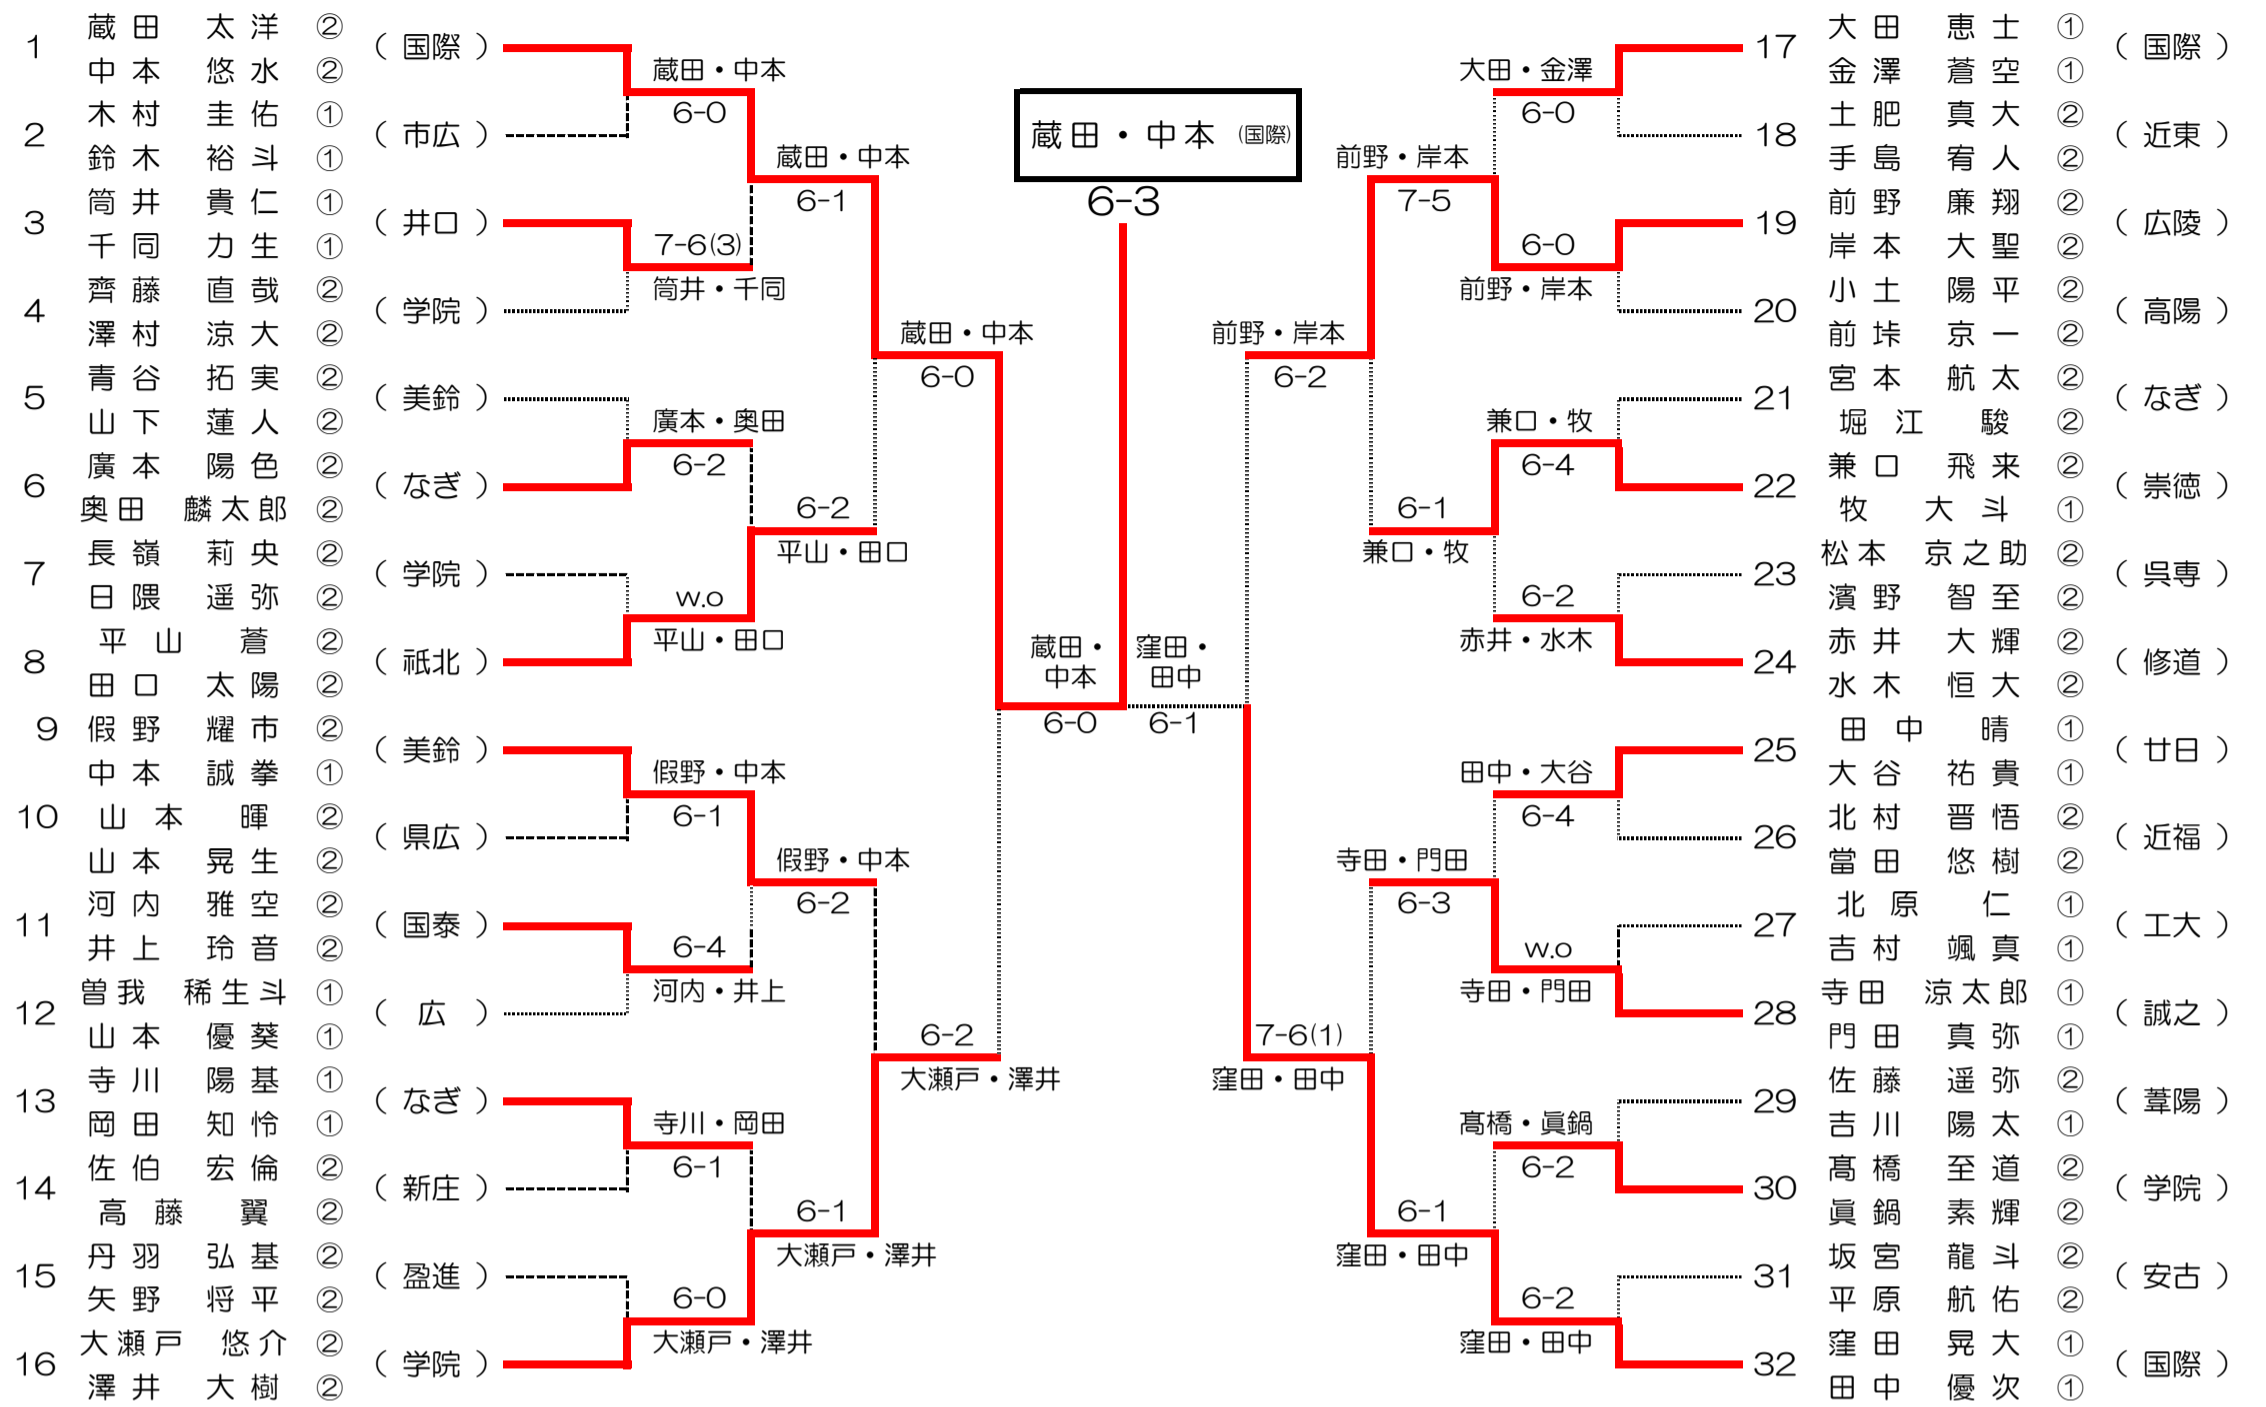 1 蔵田 太洋 ② (国際)
中本 悠水 ②
2 木村 圭佑 ① (市広)
鈴木 裕斗 ①
3 筒井 貴仁 ① (井口)
千同 力生 ①
4 齊藤 直哉 ② (学院)
澤村 涼大 ②
5 青谷 拓実 ② (美鈴)
山下 蓮人 ②
6 廣本 陽色 ② (なぎ)
奥田 麟太郎 ②
7 長嶺 莉央 ② (学院)
日隈 遥弥 ②
8 平山 蒼 ② (祇北)
田口 太陽 ②
9 假野 耀市 ② (美鈴)
中本 誠拳 ①
10 山本 暉 ② (県広)
山本 晃生 ②
11 河内 雅空 ② (国泰)
井上 玲音 ②
12 曽我 稀生斗 ① (広)
山本 優葵 ①
13 寺川 陽基 ① (なぎ)
岡田 知怜 ①
14 佐伯 宏倫 ② (新庄)
高藤 翼 ②
15 丹羽 弘基 ② (盈進)
矢野 将平 ②
16 大瀬戸 悠介 ② (学院)
澤井 大樹 ②
蔵田・中本
6-0
7-6(3)
筒井・千同
廣本・奥田
6-2
w.o
平山・田口
假野・中本
6-1
6-4
河内・井上
寺川・岡田
6-1
6-0
大瀬戸・澤井
蔵田・中本
6-1
6-2
平山・田口
假野・中本
6-2
6-1
大瀬戸・澤井
蔵田・中本
6-0
6-2
大瀬戸・澤井
蔵田・中本 (国際)
6-3
蔵田・
中本
6-0
窪田・
田中
6-1
前野・岸本
6-2
7-6(1)
窪田・田中
前野・岸本
7-5
6-1
兼口・牧
寺田・門田
6-3
6-1
窪田・田中
大田・金澤
6-0
6-0
前野・岸本
兼口・牧
6-4
6-2
赤井・水木
田中・大谷
6-4
w.o
寺田・門田
髙橋・眞鍋
6-2
6-2
窪田・田中
17 大田 恵士 ① (国際)
金澤 蒼空 ①
18 土肥 真大 ② (近東)
手島 宥人 ②
19 前野 廉翔 ② (広陵)
岸本 大聖 ②
20 小土 陽平 ② (高陽)
前垰 京一 ②
21 宮本 航太 ② (なぎ)
堀江 駿 ②
22 兼口 飛来 ② (崇徳)
牧 大斗 ①
23 松本 京之助 ② (呉専)
濱野 智至 ②
24 赤井 大輝 ② (修道)
水木 恒大 ②
25 田中 晴 ① (廿日)
大谷 祐貴 ①
26 北村 晋悟 ② (近福)
當田 悠樹 ②
27 北原 仁 ① (工大)
吉村 颯真 ①
28 寺田 涼太郎 ① (誠之)
門田 真弥 ①
29 佐藤 遥弥 ② (葦陽)
吉川 陽太 ①
30 髙橋 至道 ② (学院)
眞鍋 素輝 ②
31 坂宮 龍斗 ② (安古)
平原 航佑 ②
32 窪田 晃大 ① (国際)
田中 優次 ①